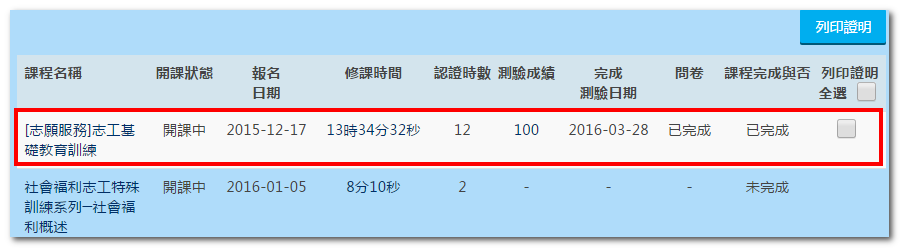 列印證明
課程名稱 開課狀態 報名日期 修課時間 認證時數 測驗成績 完成測驗日期 問卷 課程完成與否 列印證明全選
[志願服務]志工基礎教育訓練 開課中 2015-12-17 13時34分32秒 12 100 2016-03-28 已完成 已完成
社會福利志工特殊訓練系列─社會福利概述 開課中 2016-01-05 8分10秒 2 - - - 未完成